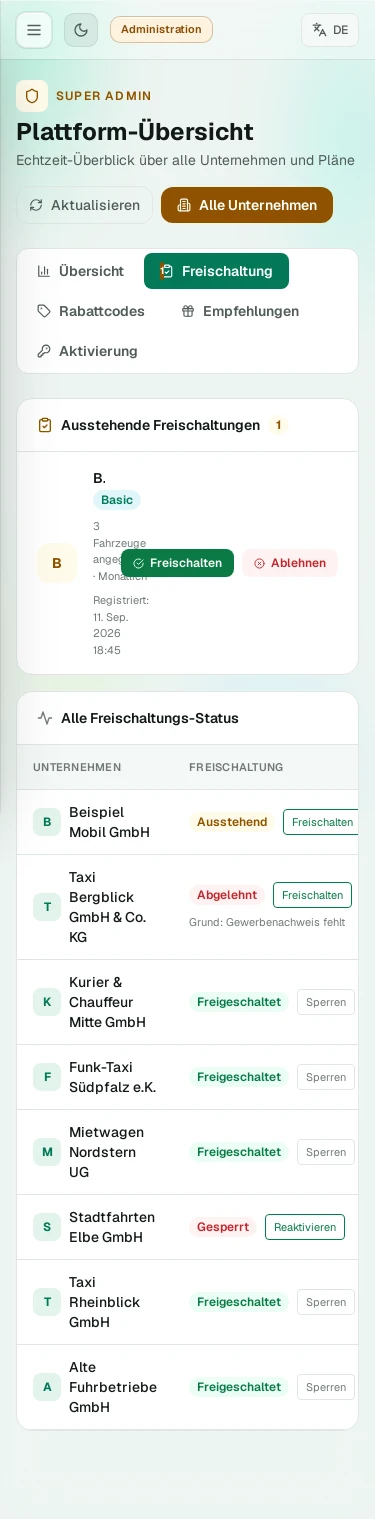 Administration
DE
SUPER ADMIN
Plattform-Übersicht
Echtzeit-Überblick über alle Unternehmen und Pläne
Aktualisieren
Alle Unternehmen
Übersicht
Freischaltung
Rabattcodes
Empfehlungen
Aktivierung
Ausstehende Freischaltungen 1
B
B.
Basic
3
Fahrzeuge
Freischalten
Ablehnen
Registriert:
11. Sep.
2026
18:45
Alle Freischaltungs-Status
UNTERNEHMEN FREISCHALTUNG
B
Beispiel
Mobil GmbH
Ausstehend
Freischalten
T
Taxi
Bergblick
GmbH & Co.
KG
Abgelehnt
Freischalten
Grund: Gewerbenachweis fehlt
K
Kurier &
Chauffeur
Mitte GmbH
Freigeschaltet
Sperren
F
Funk-Taxi
Südpfalz e.K.
Freigeschaltet
Sperren
M
Mietwagen
Nordstern
UG
Freigeschaltet
Sperren
S
Stadtfahrten
Elbe GmbH
Gesperrt
Reaktivieren
T
Taxi
Rheinblick
GmbH
Freigeschaltet
Sperren
A
Alte
Fuhrbetriebe
GmbH
Freigeschaltet
Sperren